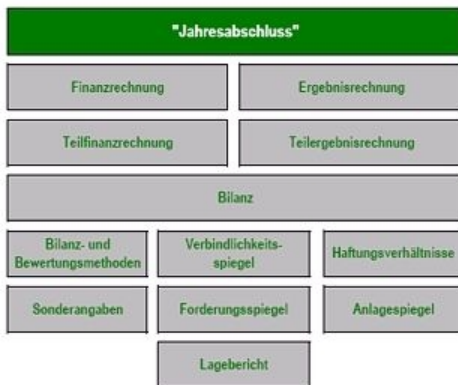 "Jahresabschluss"
Finanzrechnung
Ergebnisrechnung
Teilfinanzrechnung
Teilergebnisrechnung
Bilanz
Bilanz- und
Bewertungsmethoden
Verbindlichkeits-
spiegel
Haftungsverhältnisse
Sonderangaben
Forderungsspiegel
Anlagespiegel
Lagebericht